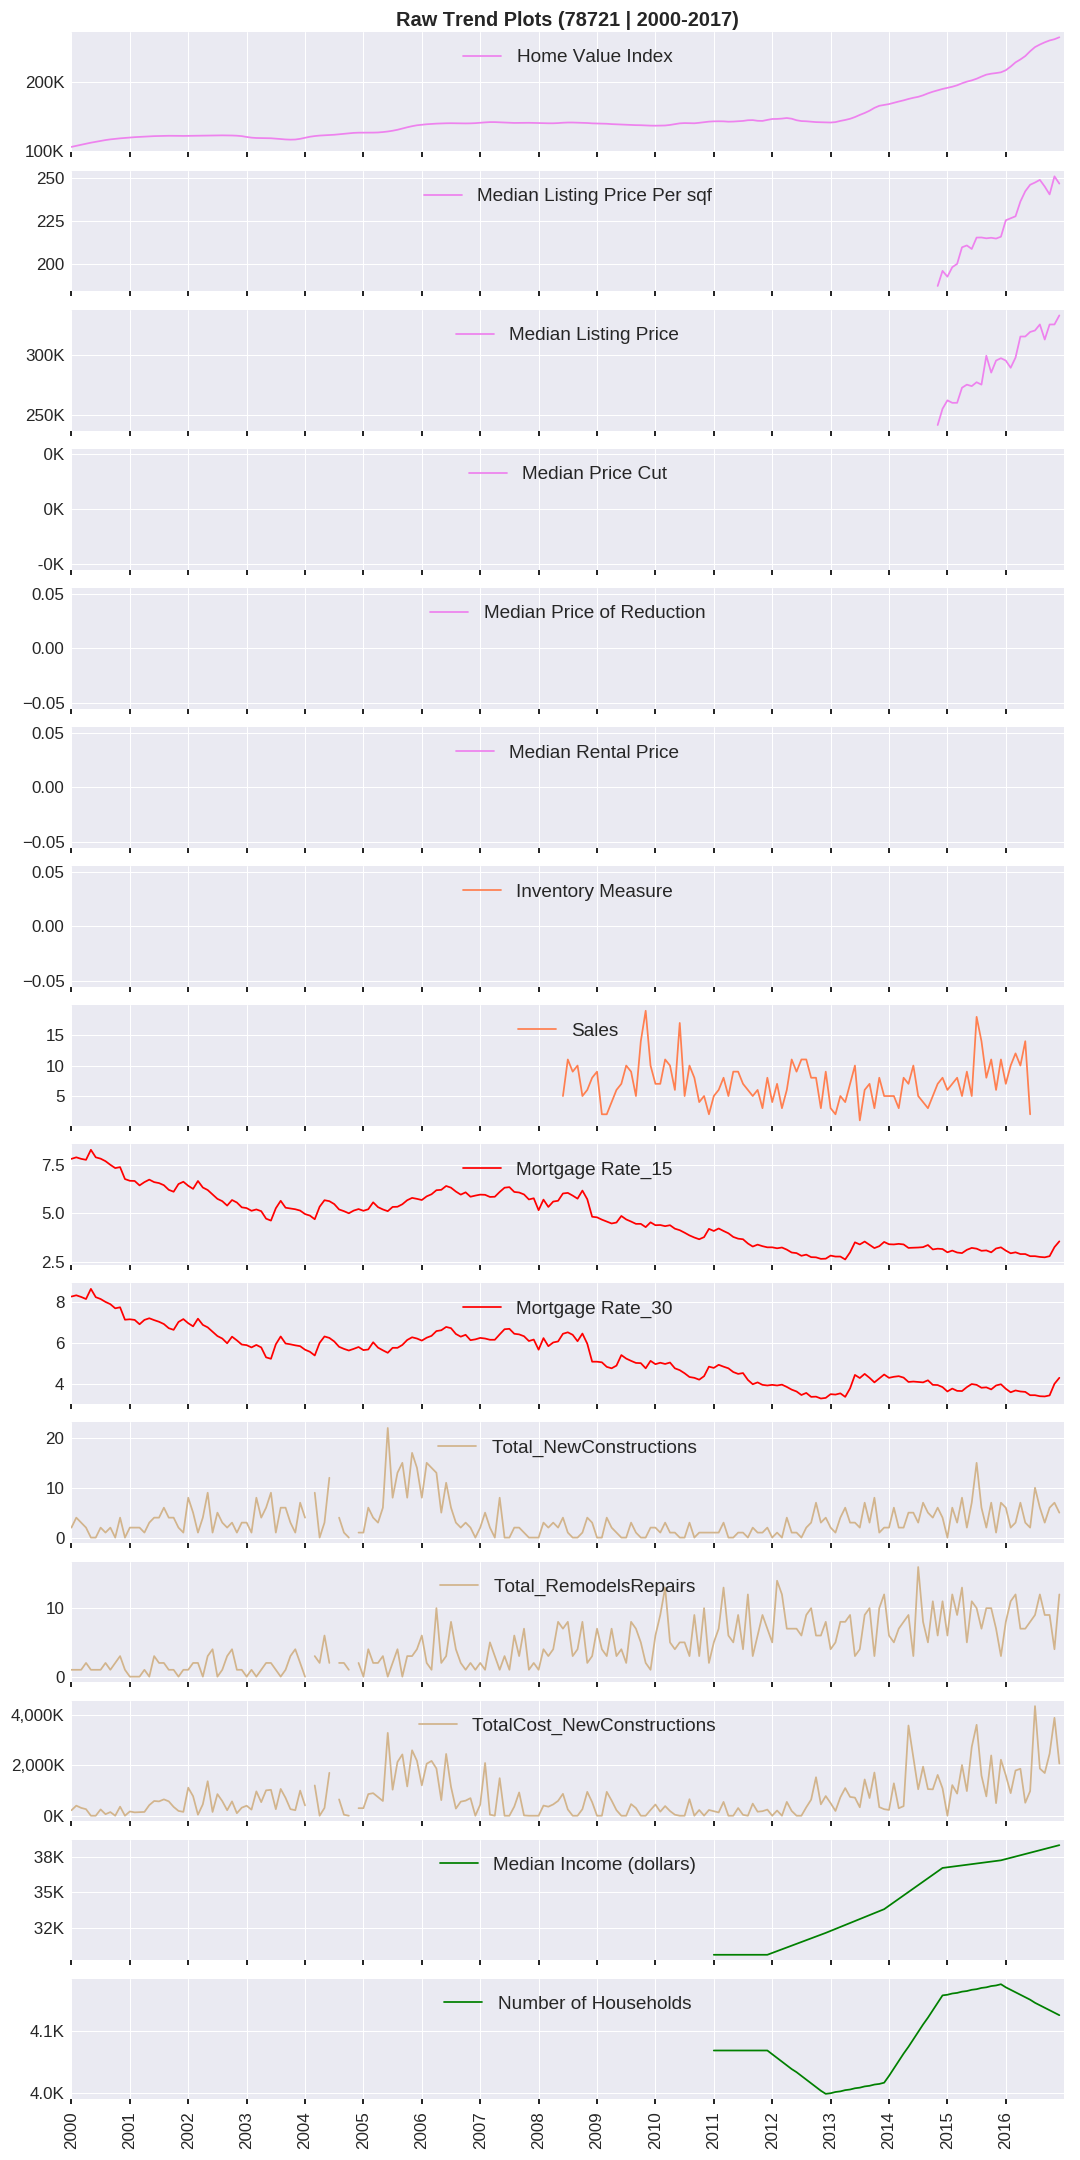 Raw Trend Plots (78721 | 2000-2017)
Home Value Index
200K
100K
Median Listing Price Per sqf
250
225
200
Median Listing Price
300K
250K
Median Price Cut
0K
0K
-0K
Median Price of Reduction
0.05
0.00
−0.05
Median Rental Price
0.05
0.00
−0.05
Inventory Measure
0.05
0.00
−0.05
Sales
15
10
5
Mortgage Rate_15
7.5
5.0
2.5
Mortgage Rate_30
8
6
4
Total_NewConstructions
20
10
0
Total_RemodelsRepairs
10
0
TotalCost_NewConstructions
4,000K
2,000K
0K
Median Income (dollars)
38K
35K
32K
Number of Households
4.1K
4.0K
2000
2001
2002
2003
2004
2005
2006
2007
2008
2009
2010
2011
2012
2013
2014
2015
2016